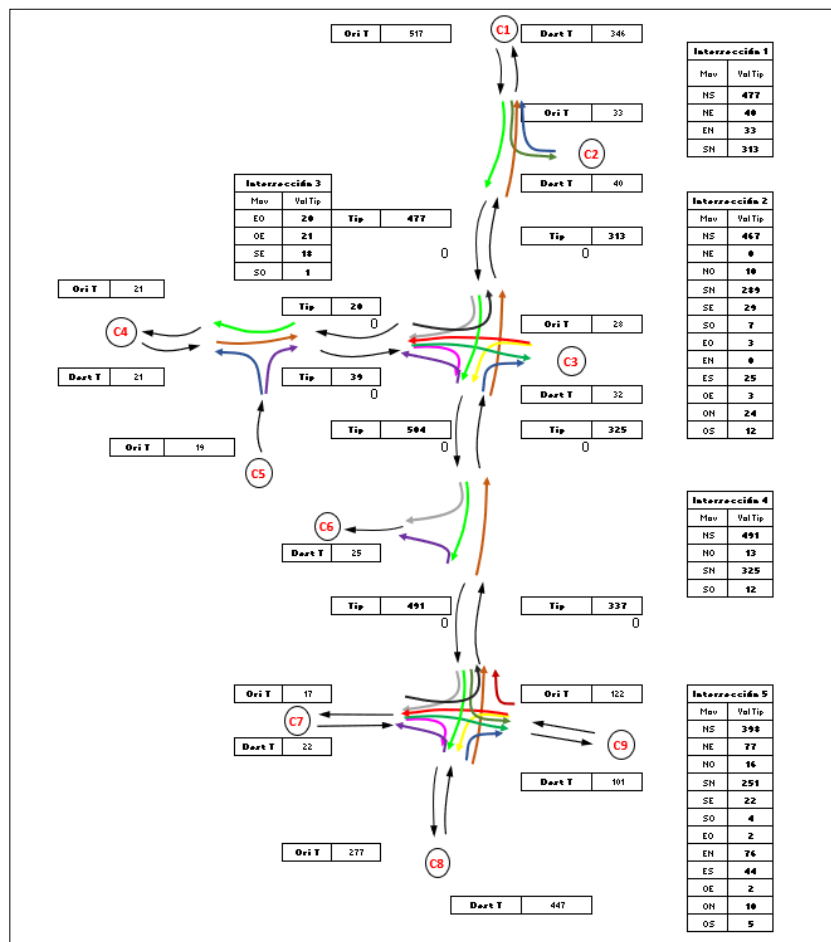 Ori T 517
C1
Dest T 346
Intersección 1
Mov Vol Tip
NS 477
NE 40
EN 33
SN 313
Ori T 33
C2
Dest T 40
Intersección 3
Mov Vol Tip
EO 20
OE 21
SE 18
SO 1
Tip 477
0
Tip 313
0
Intersección 2
Mov Vol Tip
NS 467
NE 0
NO 10
SN 289
SE 29
SO 7
EO 3
EN 0
ES 25
OE 3
ON 24
OS 12
Ori T 21
C4
Dest T 21
Tip 20
0
Ori T 28
C3
Tip 39
0
Dest T 32
Tip 504
0
Tip 325
0
Ori T 19
C5
C6
Dest T 25
Intersección 4
Mov Vol Tip
NS 491
NO 13
SN 325
SO 12
Tip 491
0
Tip 337
0
Ori T 17
C7
Dest T 22
Ori T 122
C9
Dest T 101
Intersección 5
Mov Vol Tip
NS 398
NE 77
NO 16
SN 251
SE 22
SO 4
EO 2
EN 76
ES 44
OE 2
ON 10
OS 5
Ori T 277
C8
Dest T 447